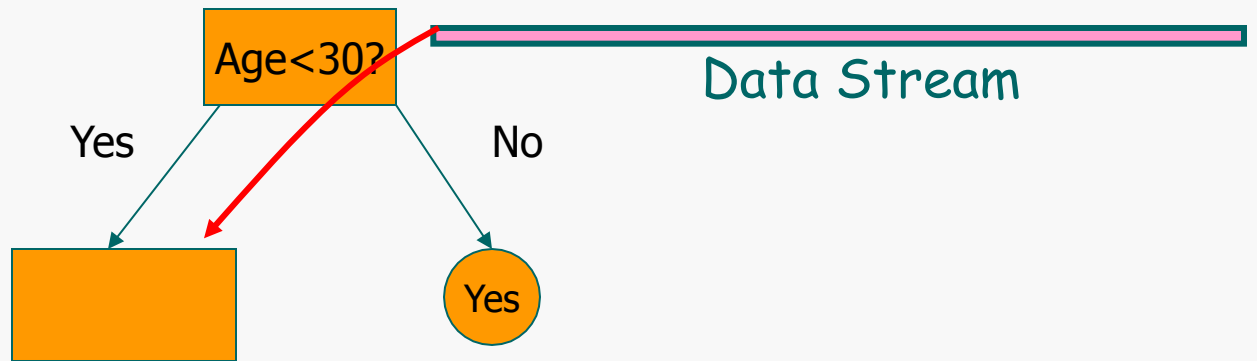 Age<30?
Data Stream
Yes
No
Yes